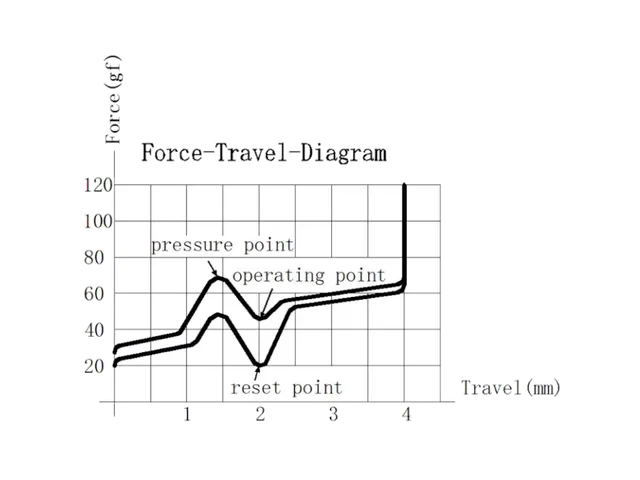 Force(gf)
Force-Travel-Diagram
120
100
80
pressure point
operating point
60
40
20
reset point
Travel(mm)
1 2 3 4